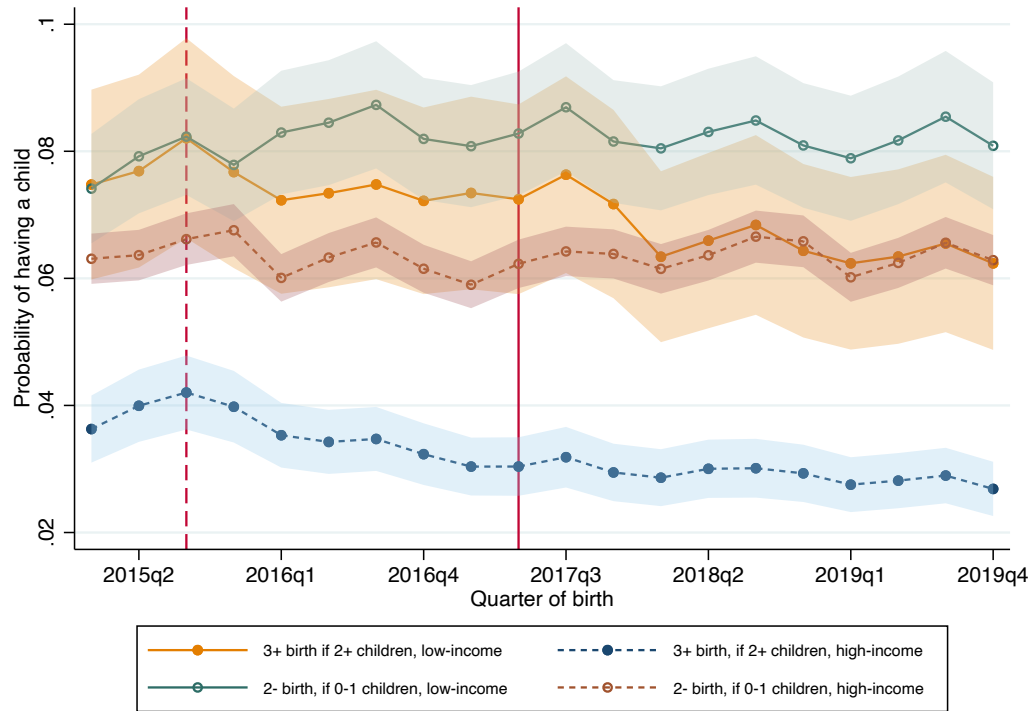 .1
.08
.06
.04
.02
Probability of having a child
2015q2 2016q1 2016q4 2017q3 2018q2 2019q1 2019q4
Quarter of birth
3+ birth if 2+ children, low-income
3+ birth, if 2+ children, high-income
2- birth, if 0-1 children, low-income
2- birth, if 0-1 children, high-income